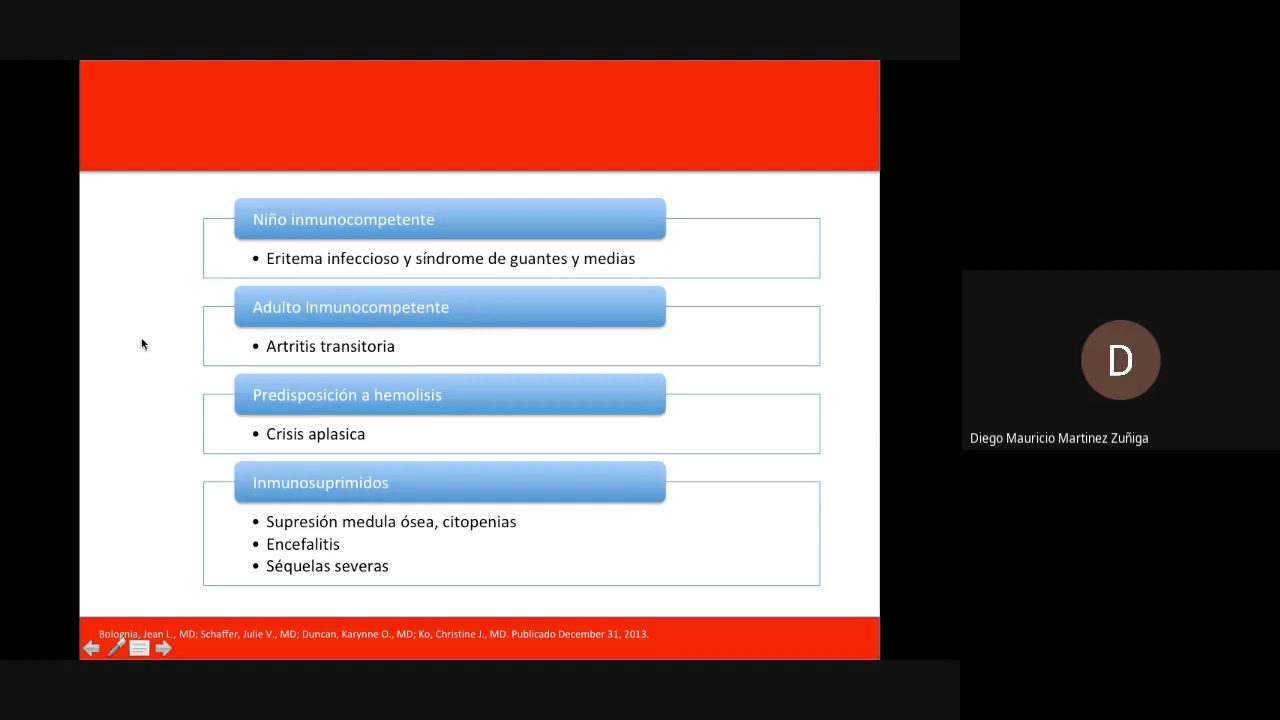 Niño inmunocompetente
• Eritema infeccioso y síndrome de guantes y medias
Adulto Inmunocompetente
• Artritis transitoria
Predisposición a hemolisis
• Crisis aplasica
Inmunosuprimidos
• Supresión medula ósea, citopenias
• Encefalitis
• Séquelas severas
Bolognia, Jean L., MD; Schaffer, Julie V., MD; Duncan, Karynne O., MD; Ko, Christine J., MD. Publicado December 31, 2013.
D
Diego Mauricio Martinez Zuñiga